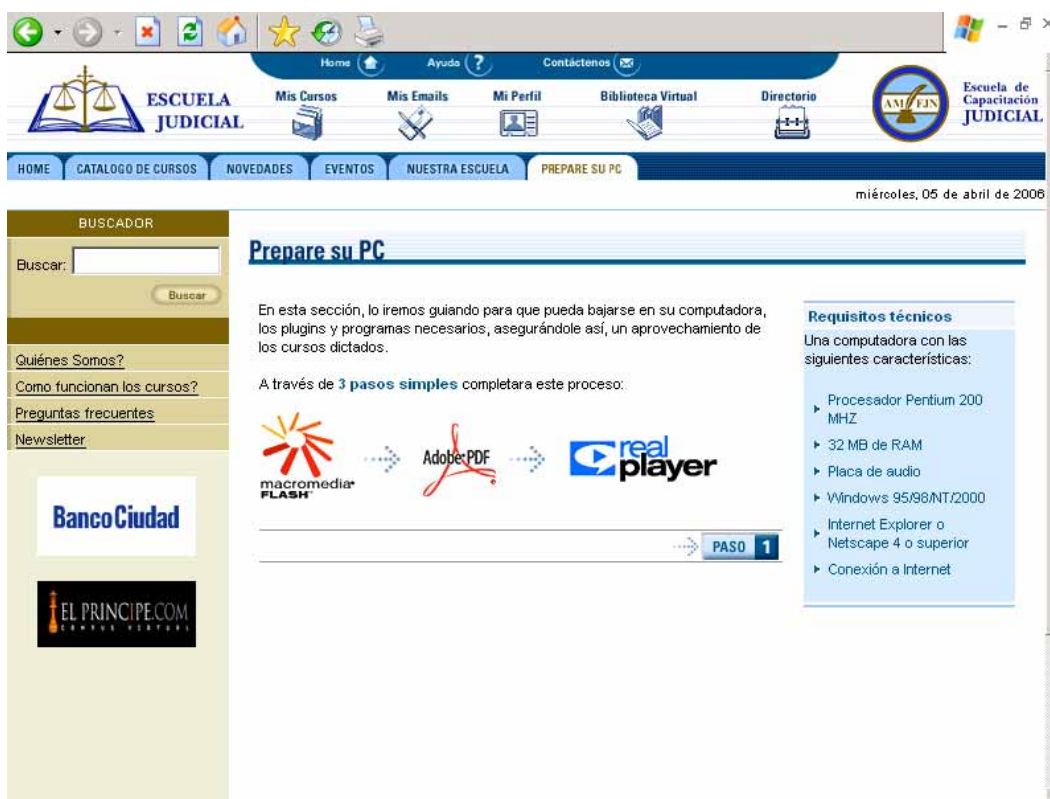 Home Ayuda ? Contáctenos
ESCUELA
JUDICIAL
Mis Cursos Mis Emails Mi Perfil Biblioteca Virtual Directorio
AMFJN
Escuela de
Capacitación
JUDICIAL
HOME CATALOGO DE CURSOS NOVEDADES EVENTOS NUESTRA ESCUELA PREPARE SU PC
miércoles, 05 de abril de 2006
BUSCADOR
Buscar:
Buscar
Quiénes Somos?
Como funcionan los cursos?
Preguntas frecuentes
Newsletter
BancoCiudad
EL PRINCIPE.COM
CAMPUS VIRTUAL
Prepare su PC
En esta sección, lo iremos guiando para que pueda bajarse en su computadora,
los plugins y programas necesarios, asegurándole así, un aprovechamiento de
los cursos dictados.
A través de 3 pasos simples completara este proceso:
macromedia
FLASH
Adobe PDF
real
player
PASO 1
Requisitos técnicos
Una computadora con las
siguientes características:
Procesador Pentium 200
MHZ
32 MB de RAM
Placa de audio
Windows 95/98/NT/2000
Internet Explorer o
Netscape 4 o superior
Conexión a Internet